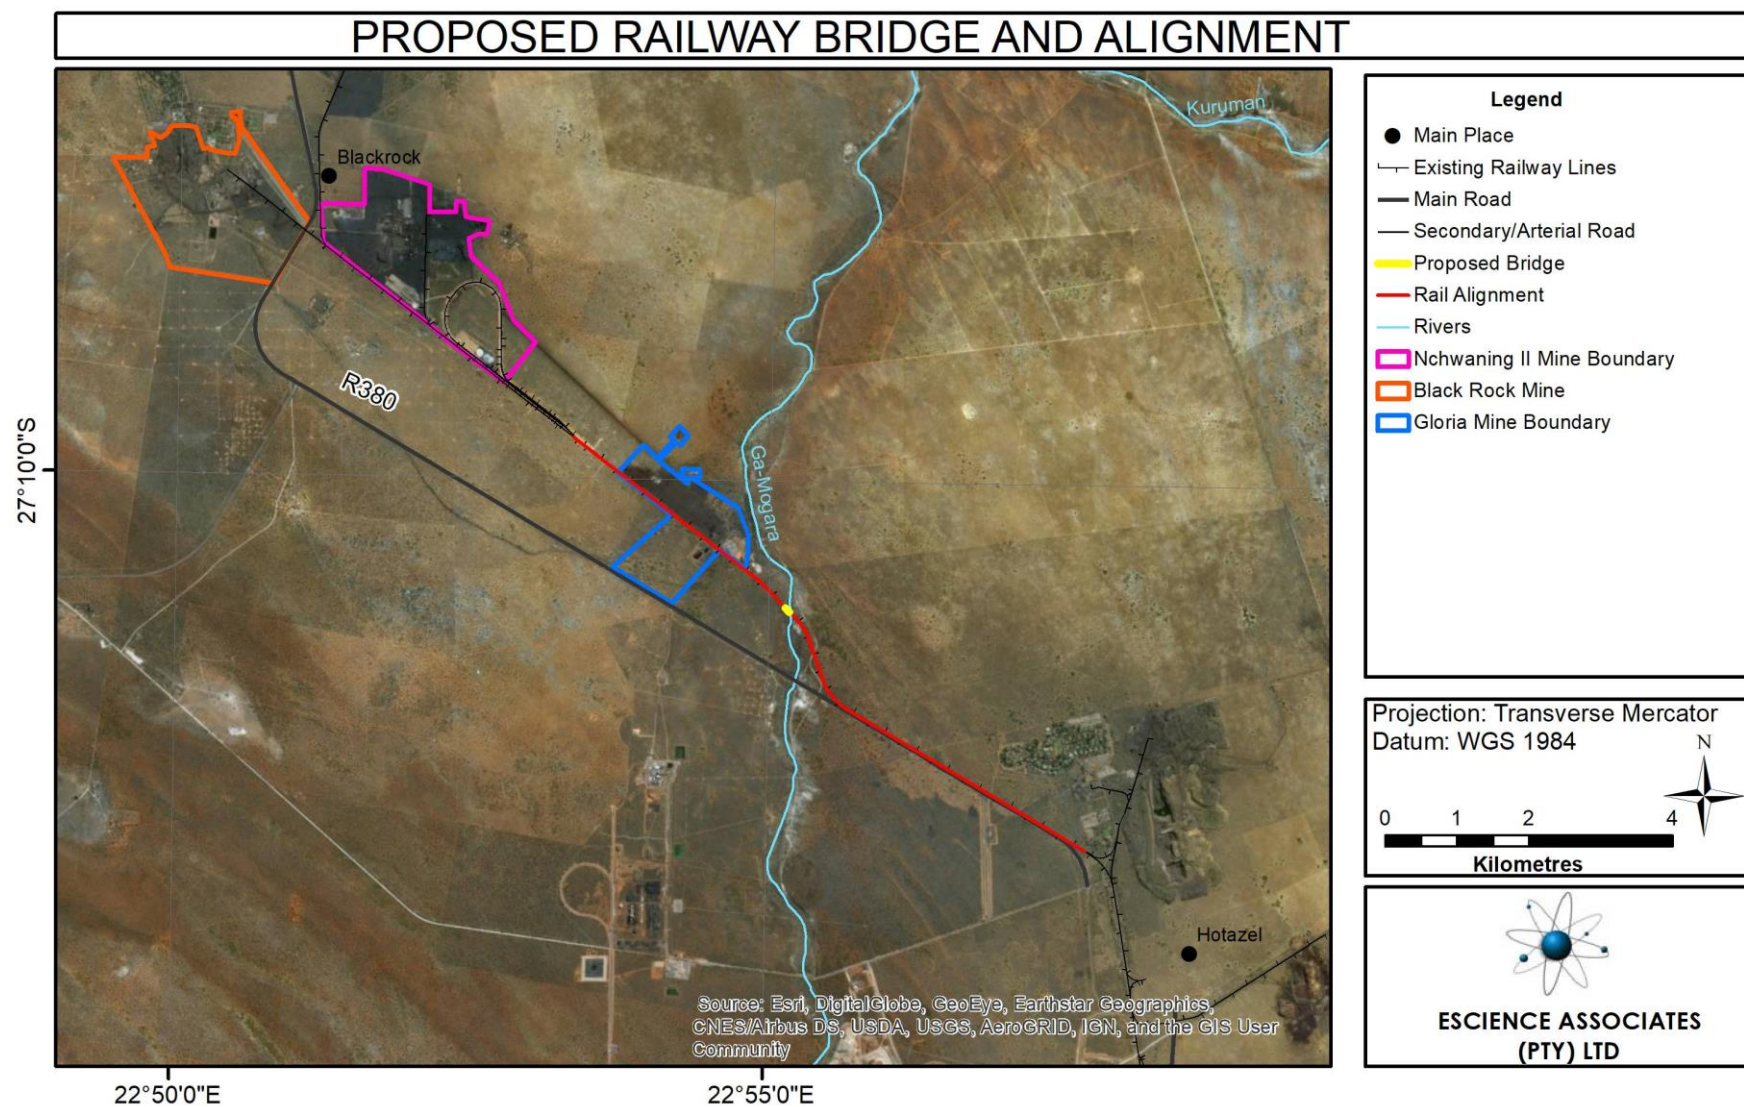 PROPOSED RAILWAY BRIDGE AND ALIGNMENT
Kuruman
Blackrock
R380
Ga-Mogara
Hotazel
27°10'0"S
22°50'0"E
22°55'0"E
Source: Esri, DigitalGlobe, GeoEye, Earthstar Geographics,
CNES/Airbus DS, USDA, USGS, AeroGRID, IGN, and the GIS User
Community
Legend
Main Place
Existing Railway Lines
Main Road
Secondary/Arterial Road
Proposed Bridge
Rail Alignment
Rivers
Nchwaning II Mine Boundary
Black Rock Mine
Gloria Mine Boundary
Projection: Transverse Mercator
Datum: WGS 1984
N
0 1 2 4
Kilometres
ESCIENCE ASSOCIATES
(PTY) LTD